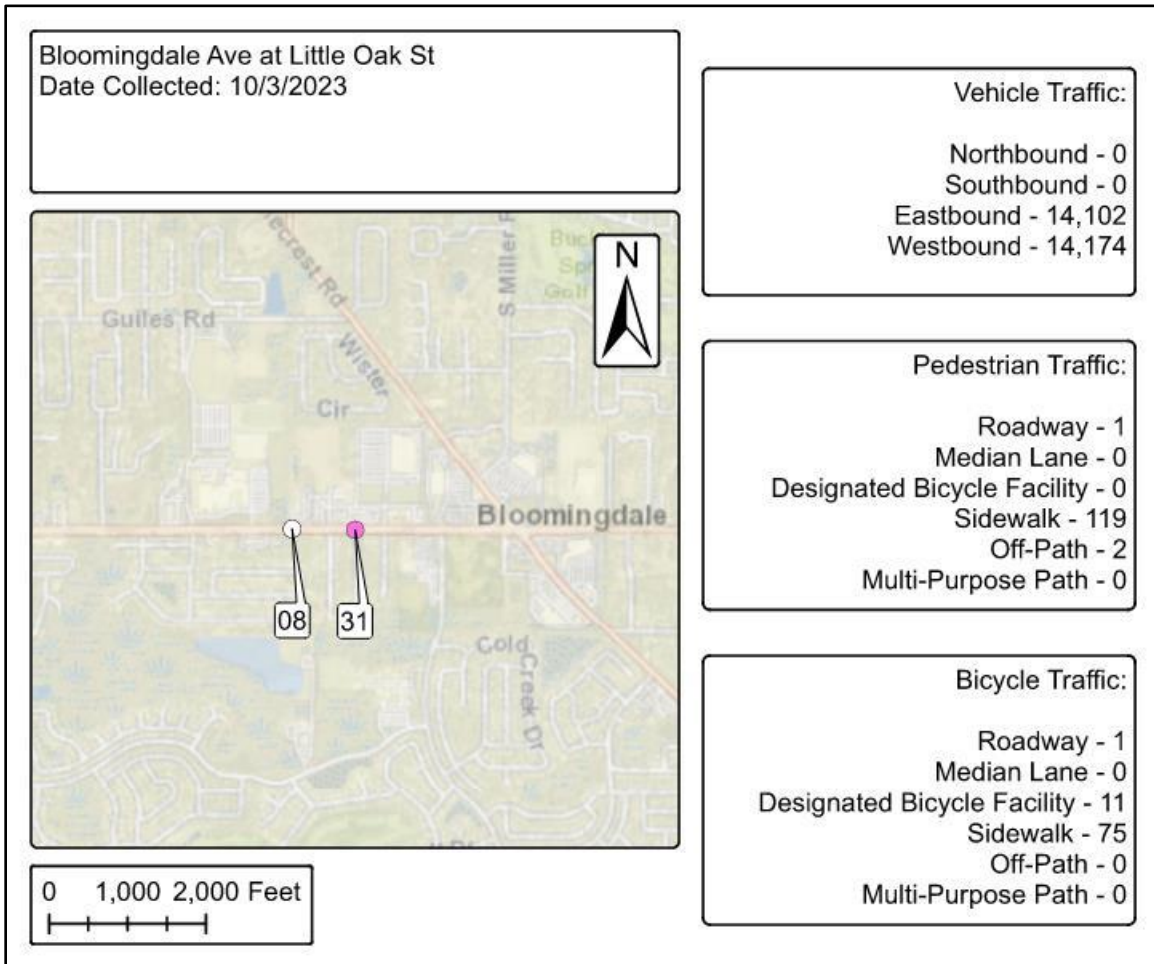 Bloomingdale Ave at Little Oak St
Date Collected: 10/3/2023
Vehicle Traffic:
Northbound - 0
Southbound - 0
Eastbound - 14,102
Westbound - 14,174
Pedestrian Traffic:
Roadway - 1
Median Lane - 0
Designated Bicycle Facility - 0
Sidewalk - 119
Off-Path - 2
Multi-Purpose Path - 0
Bicycle Traffic:
Roadway - 1
Median Lane - 0
Designated Bicycle Facility - 11
Sidewalk - 75
Off-Path - 0
Multi-Purpose Path - 0
N
S Miller
Guiles Rd
Wister
Cir
Bloomingdale
08
31
Cold
Creek Dr
0 1,000 2,000 Feet